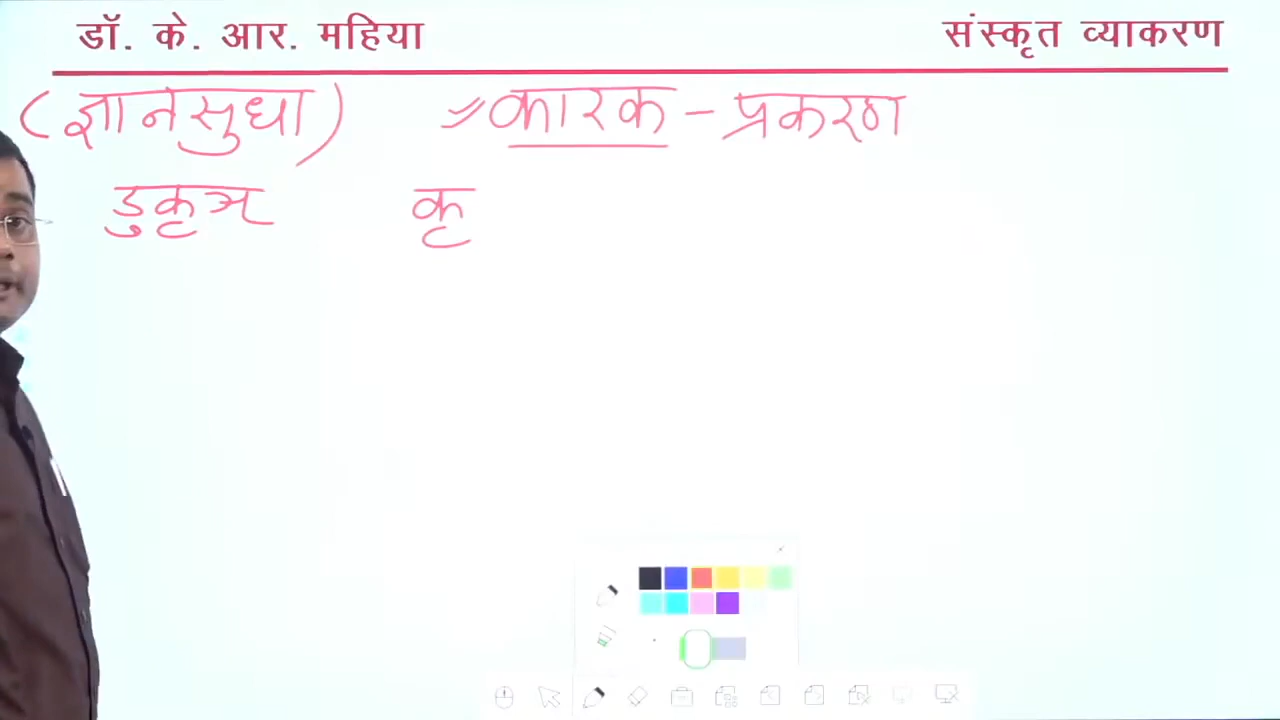 डॉ. के. आर. महिया संस्कृत व्याकरण
(ज्ञानसुधा) कारक - प्रकरण
डुकृञ् कृ